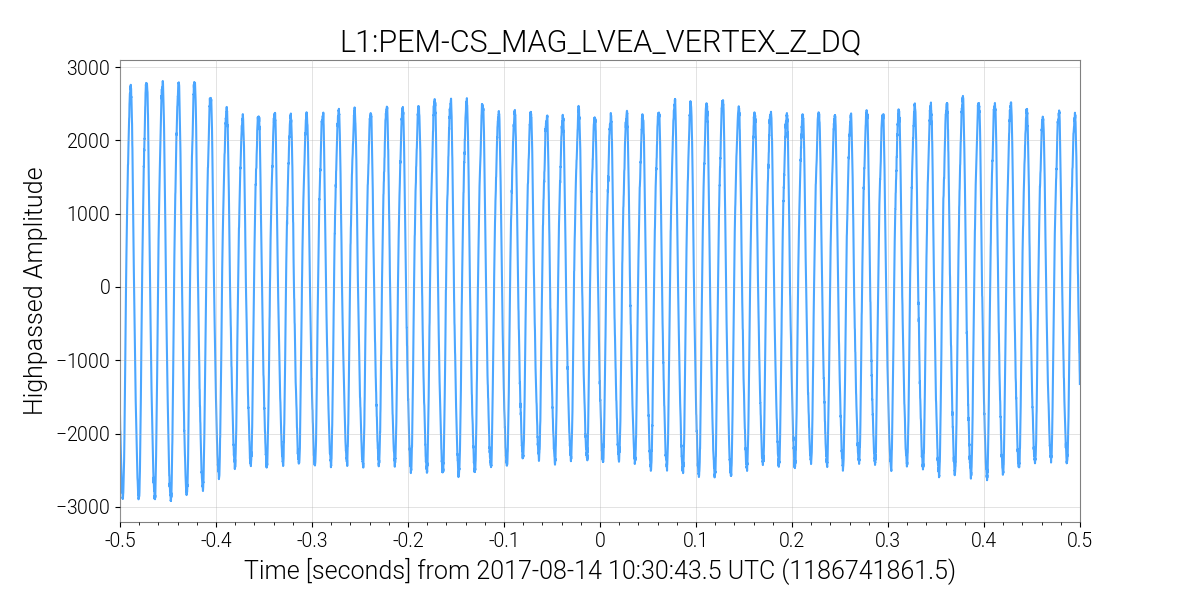 L1:PEM-CS_MAG_LVEA_VERTEX_Z_DQ
Highpassed Amplitude
3000
2000
1000
0
−1000
−2000
−3000
-0.5 -0.4 -0.3 -0.2 -0.1 0 0.1 0.2 0.3 0.4 0.5
Time [seconds] from 2017-08-14 10:30:43.5 UTC (1186741861.5)